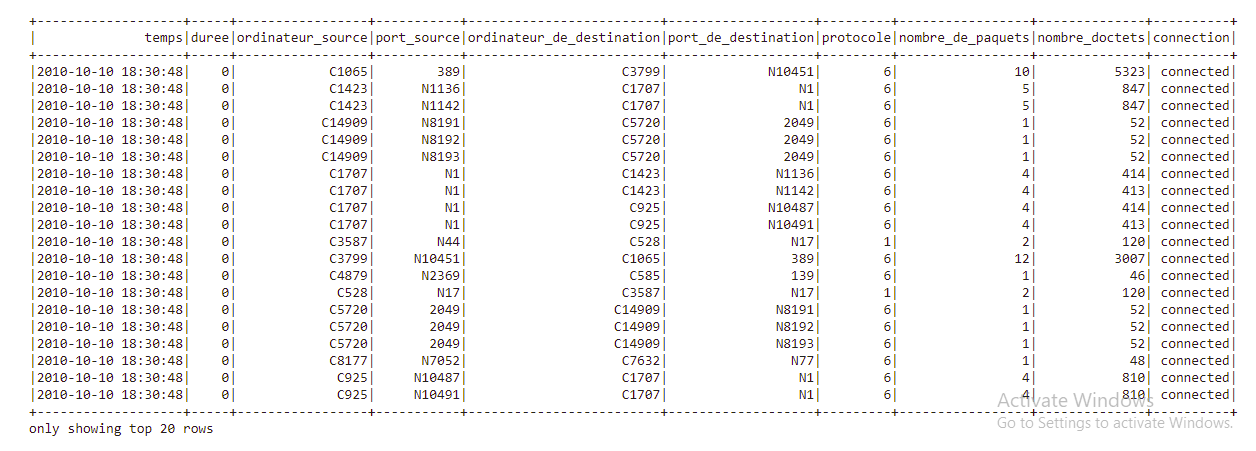 +-------------------+-----+-----------------+-----------+-------------------------+-------------------+---------+-----------------+--------------+----------+
|              temps|duree|ordinateur_source|port_source|ordinateur_de_destination|port_de_destination|protocole|nombre_de_paquets|nombre_doctets|connection|
+-------------------+-----+-----------------+-----------+-------------------------+-------------------+---------+-----------------+--------------+----------+
|2010-10-10 18:30:48|    0|            C1065|        389|                    C3799|             N10451|        6|               10|          5323| connected|
|2010-10-10 18:30:48|    0|            C1423|      N1136|                    C1707|                 N1|        6|                5|           847| connected|
|2010-10-10 18:30:48|    0|            C1423|      N1142|                    C1707|                 N1|        6|                5|           847| connected|
|2010-10-10 18:30:48|    0|           C14909|      N8191|                    C5720|               2049|        6|                1|            52| connected|
|2010-10-10 18:30:48|    0|           C14909|      N8192|                    C5720|               2049|        6|                1|            52| connected|
|2010-10-10 18:30:48|    0|           C14909|      N8193|                    C5720|               2049|        6|                1|            52| connected|
|2010-10-10 18:30:48|    0|            C1707|         N1|                    C1423|              N1136|        6|                4|           414| connected|
|2010-10-10 18:30:48|    0|            C1707|         N1|                    C1423|              N1142|        6|                4|           413| connected|
|2010-10-10 18:30:48|    0|            C1707|         N1|                     C925|             N10487|        6|                4|           414| connected|
|2010-10-10 18:30:48|    0|            C1707|         N1|                     C925|             N10491|        6|                4|           413| connected|
|2010-10-10 18:30:48|    0|            C3587|        N44|                     C528|                N17|        1|                2|           120| connected|
|2010-10-10 18:30:48|    0|            C3799|     N10451|                    C1065|                389|        6|               12|          3007| connected|
|2010-10-10 18:30:48|    0|            C4879|      N2369|                     C585|                139|        6|                1|            46| connected|
|2010-10-10 18:30:48|    0|             C528|        N17|                    C3587|                N17|        1|                2|           120| connected|
|2010-10-10 18:30:48|    0|            C5720|       2049|                   C14909|              N8191|        6|                1|            52| connected|
|2010-10-10 18:30:48|    0|            C5720|       2049|                   C14909|              N8192|        6|                1|            52| connected|
|2010-10-10 18:30:48|    0|            C5720|       2049|                   C14909|              N8193|        6|                1|            52| connected|
|2010-10-10 18:30:48|    0|            C8177|      N7052|                    C7632|                N77|        6|                1|            48| connected|
|2010-10-10 18:30:48|    0|             C925|     N10487|                    C1707|                 N1|        6|                4|           810| connected|
|2010-10-10 18:30:48|    0|             C925|     N10491|                    C1707|                 N1|        6|                4|           810| connected|
+-------------------+-----+-----------------+-----------+-------------------------+-------------------+---------+-----------------+--------------+----------+
only showing top 20 rows
Activate Windows
Go to Settings to activate Windows.